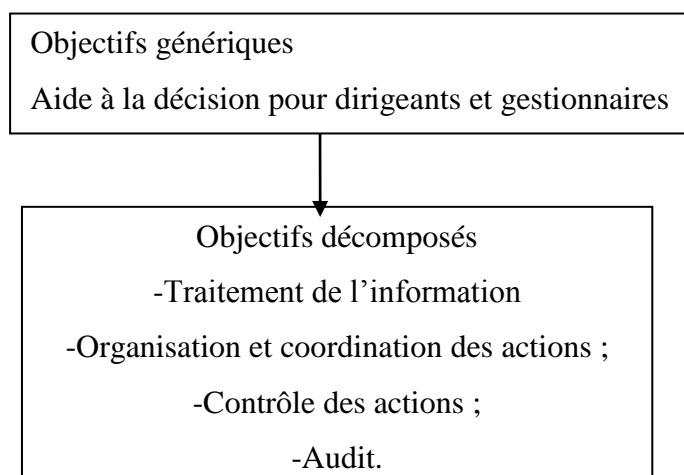 Objectifs génériques
Aide à la décision pour dirigeants et gestionnaires
Objectifs décomposés
-Traitement de l’information
-Organisation et coordination des actions ;
-Contrôle des actions ;
-Audit.